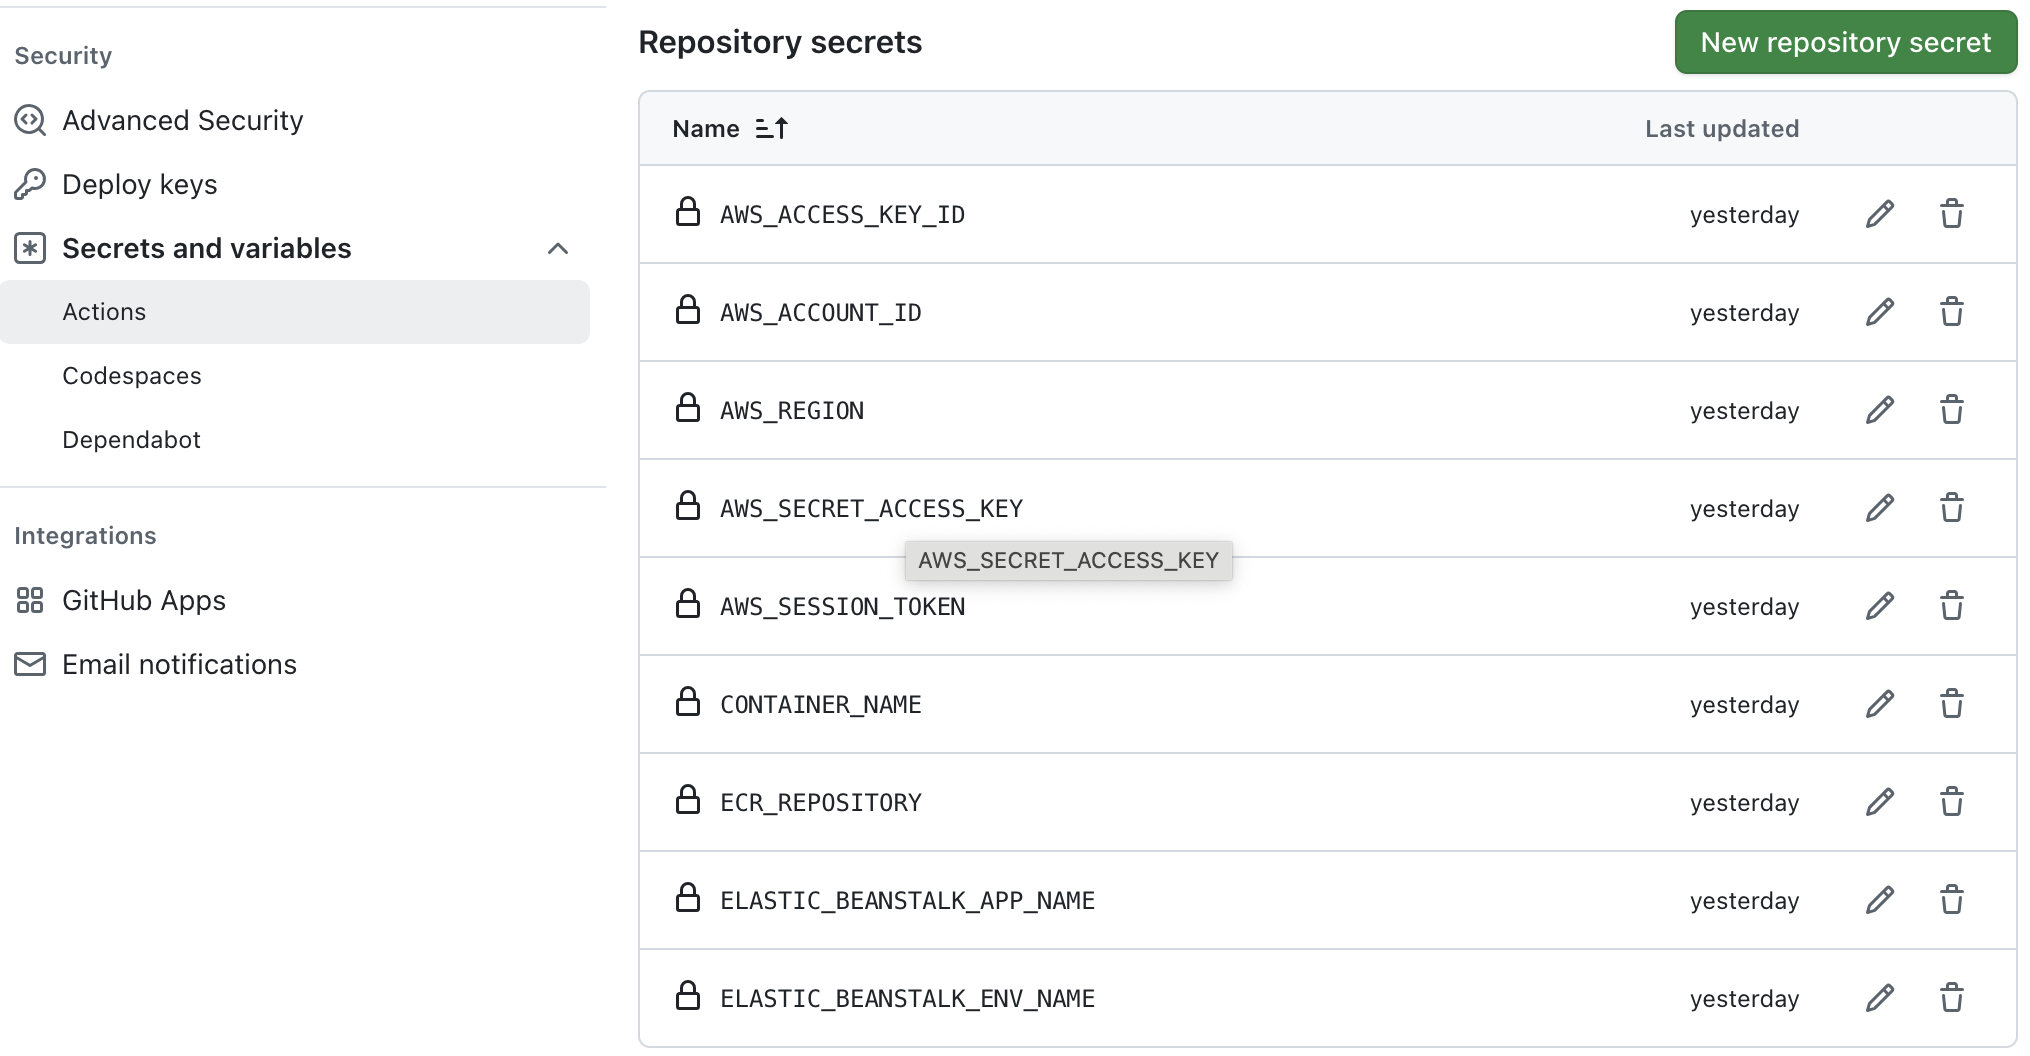 Security
Advanced Security
Deploy keys
Secrets and variables
Actions
Codespaces
Dependabot
Integrations
GitHub Apps
Email notifications
Repository secrets
New repository secret
Name
Last updated
AWS_ACCESS_KEY_ID yesterday
AWS_ACCOUNT_ID yesterday
AWS_REGION yesterday
AWS_SECRET_ACCESS_KEY yesterday
AWS_SECRET_ACCESS_KEY
AWS_SESSION_TOKEN yesterday
CONTAINER_NAME yesterday
ECR_REPOSITORY yesterday
ELASTIC_BEANSTALK_APP_NAME yesterday
ELASTIC_BEANSTALK_ENV_NAME yesterday